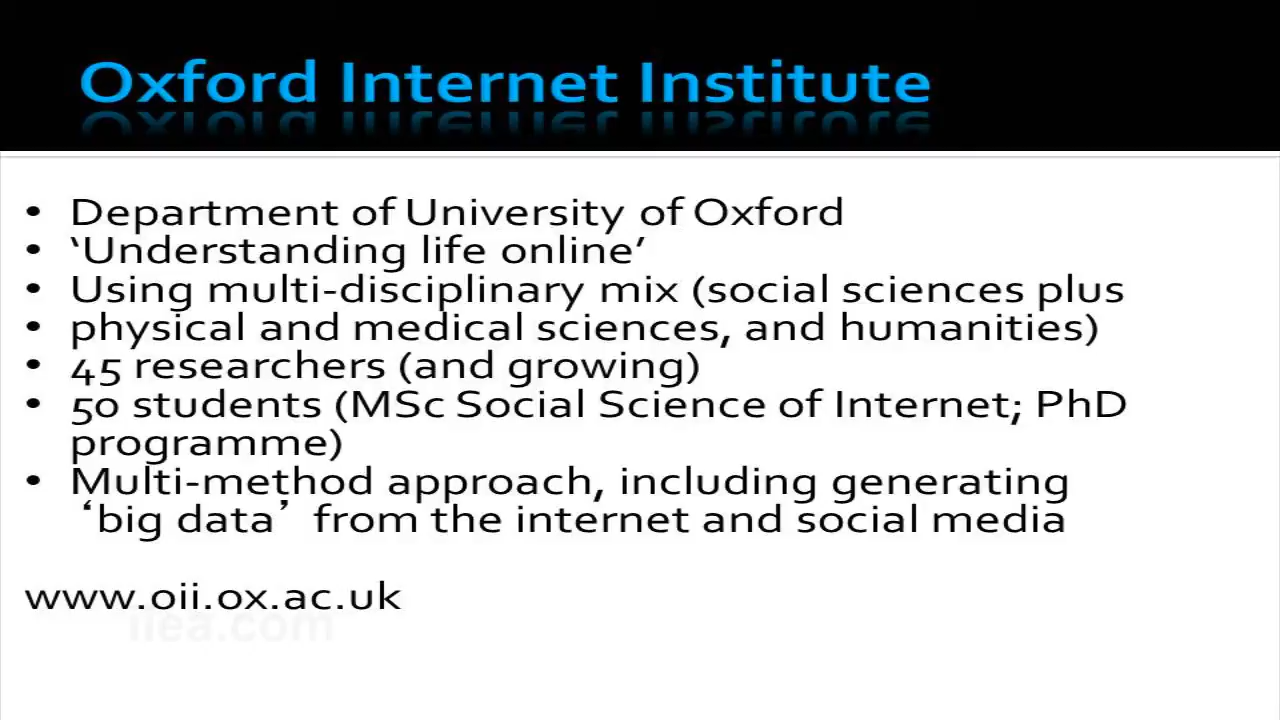 Oxford Internet Institute
• Department of University of Oxford
• ‘Understanding life online’
• Using multi-disciplinary mix (social sciences plus
• physical and medical sciences, and humanities)
• 45 researchers (and growing)
• 50 students (MSc Social Science of Internet; PhD
programme)
• Multi-method approach, including generating
‘big data’ from the internet and social media
www.oii.ox.ac.uk
iiea.com